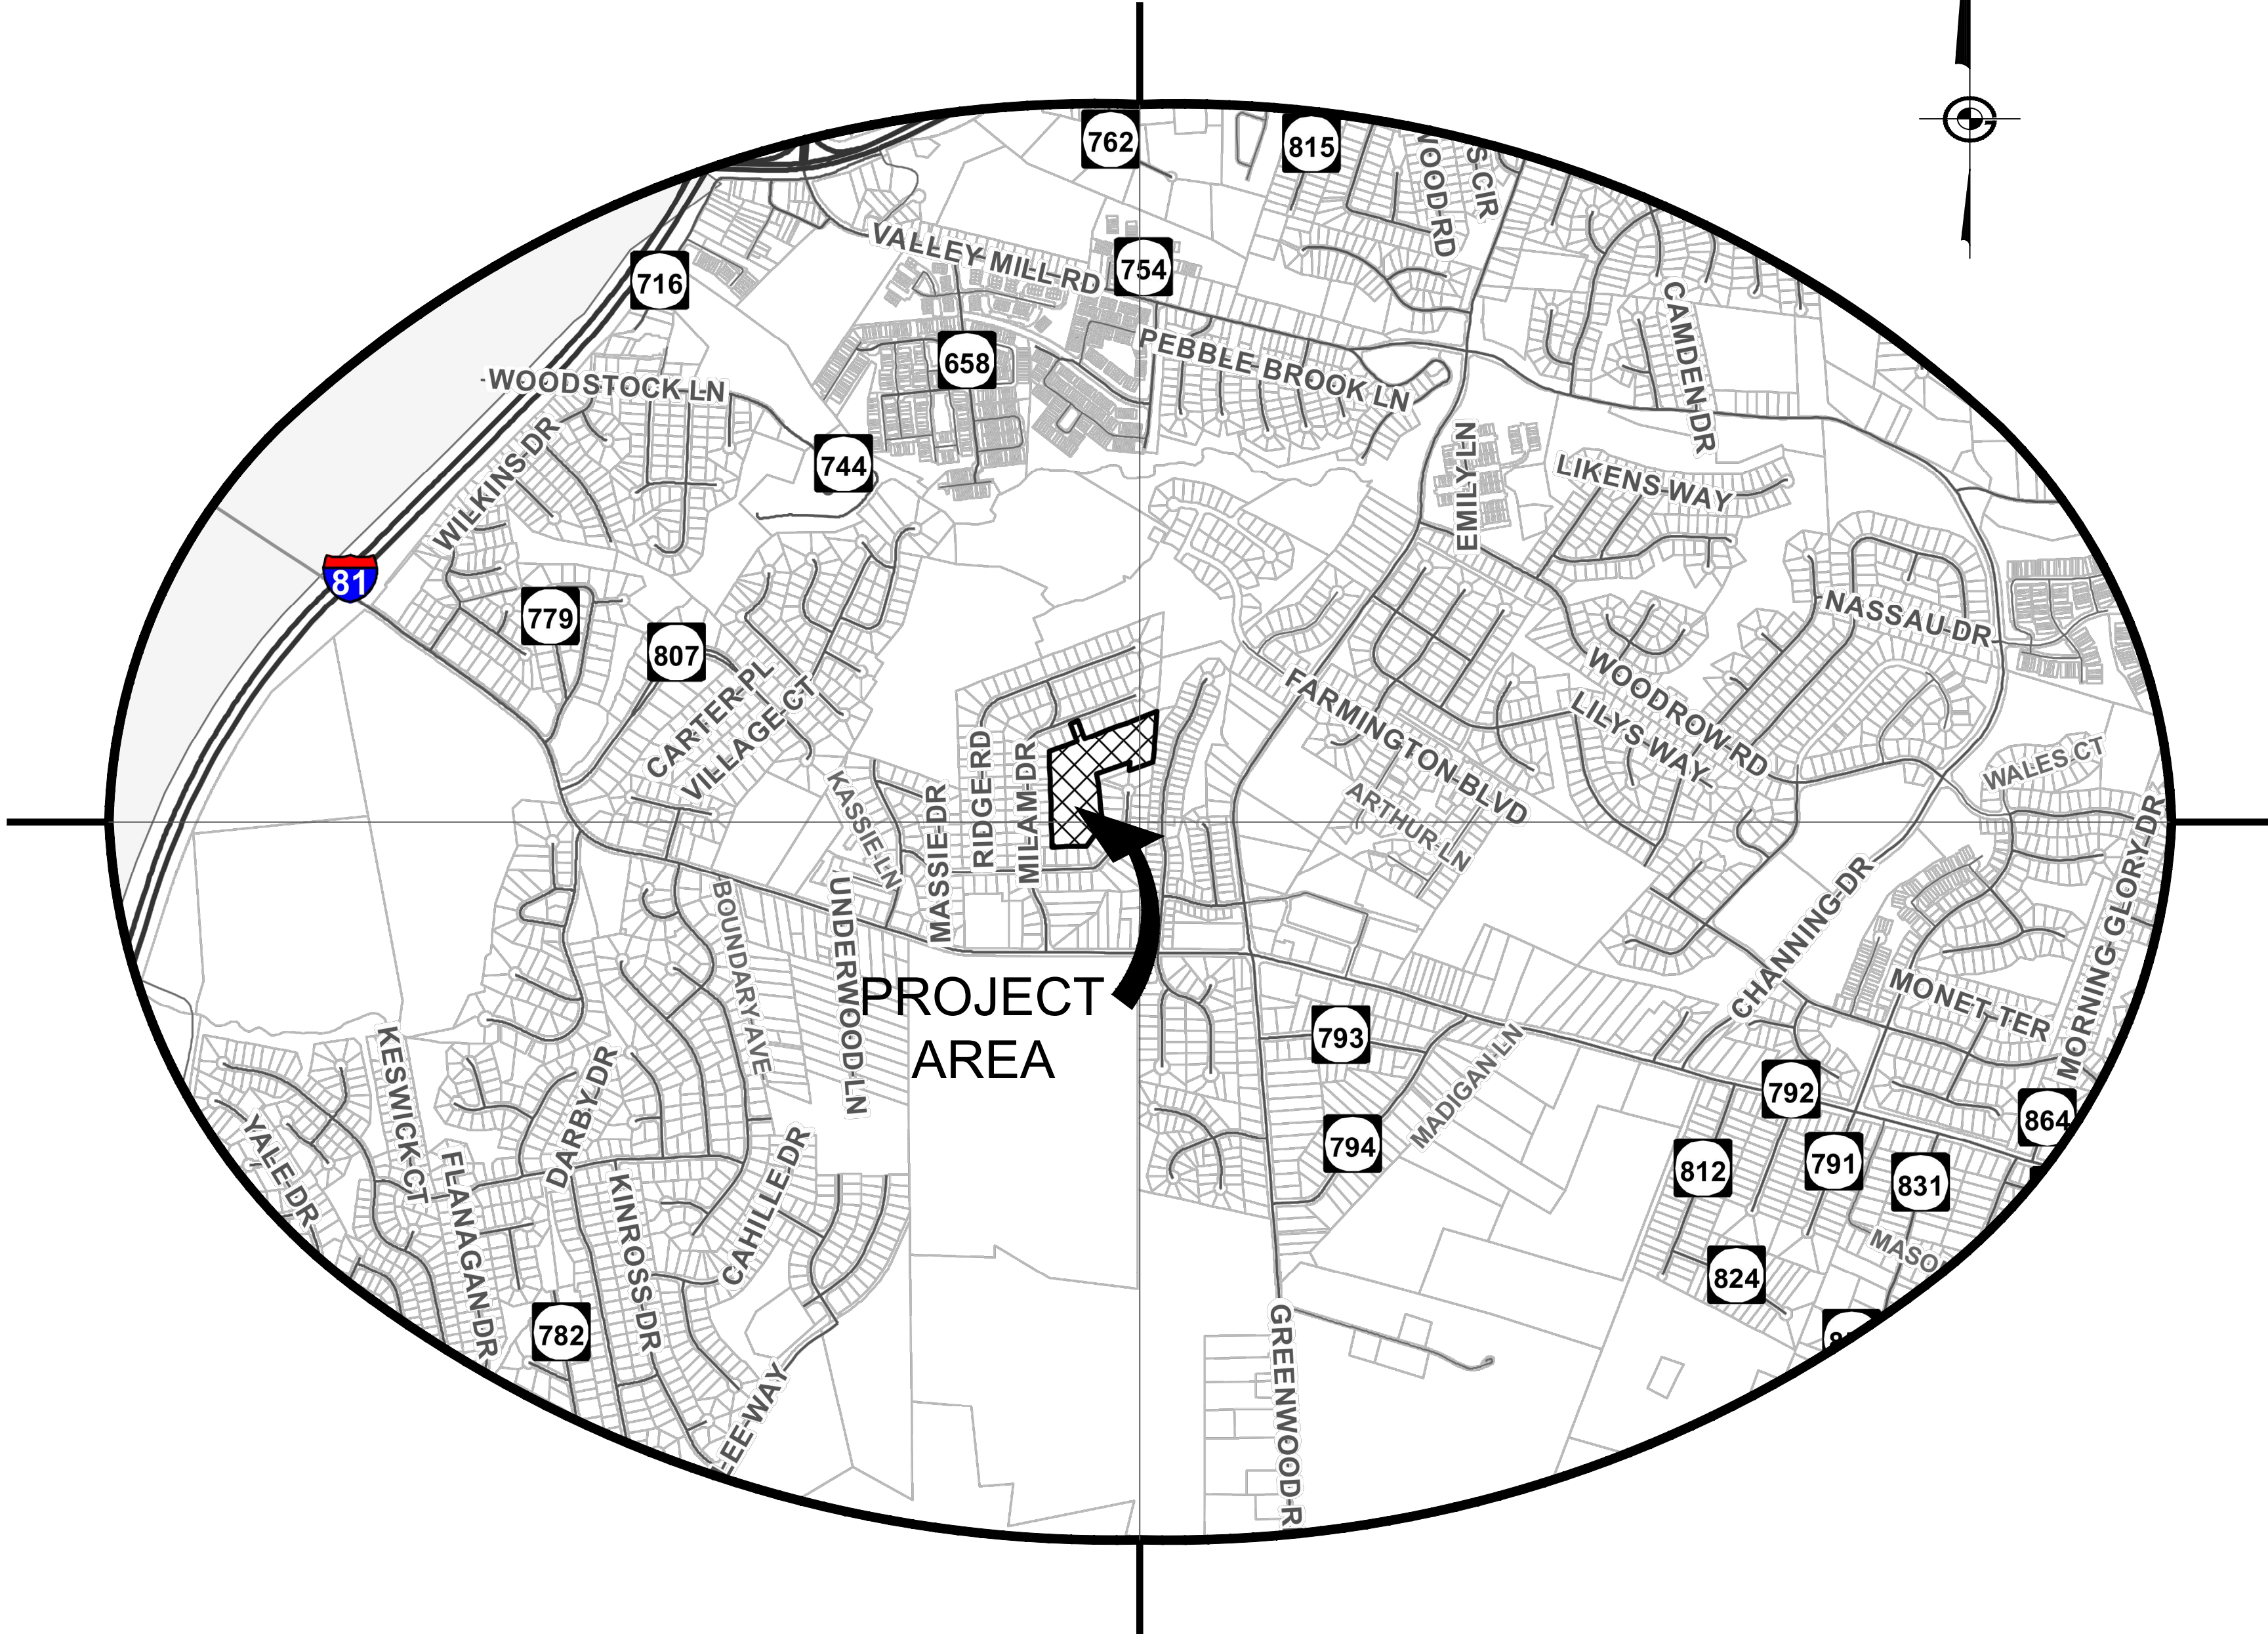 762
815
WOOD RD
S CIR
VALLEY MILL RD
754
716
CAMDEN DR
PEBBLE BROOK LN
658
WOODSTOCK LN
WILKINS DR
744
EMILY LN
LIKENS WAY
81
779
807
NASSAU DR
CARTER PL
VILLAGE CT
WOODROW RD
LILYS WAY
FARMINGTON BLVD
ARTHUR LN
WALES CT
KASSIE LN
MASSIE DR
RIDGE RD
MILAM DR
UNDERWOOD LN
BOUNDARY AVE
CHANNING DR
MORNING GLORY DR
MONET TER
PROJECT
AREA
793
MADIGAN LN
794
792
864
812
791
831
KESWICK CT
DARBY DR
YALE DR
FLANAGAN DR
KINROSS DR
CAHILLE DR
MASO
824
782
GREENWOOD R
EE WAY